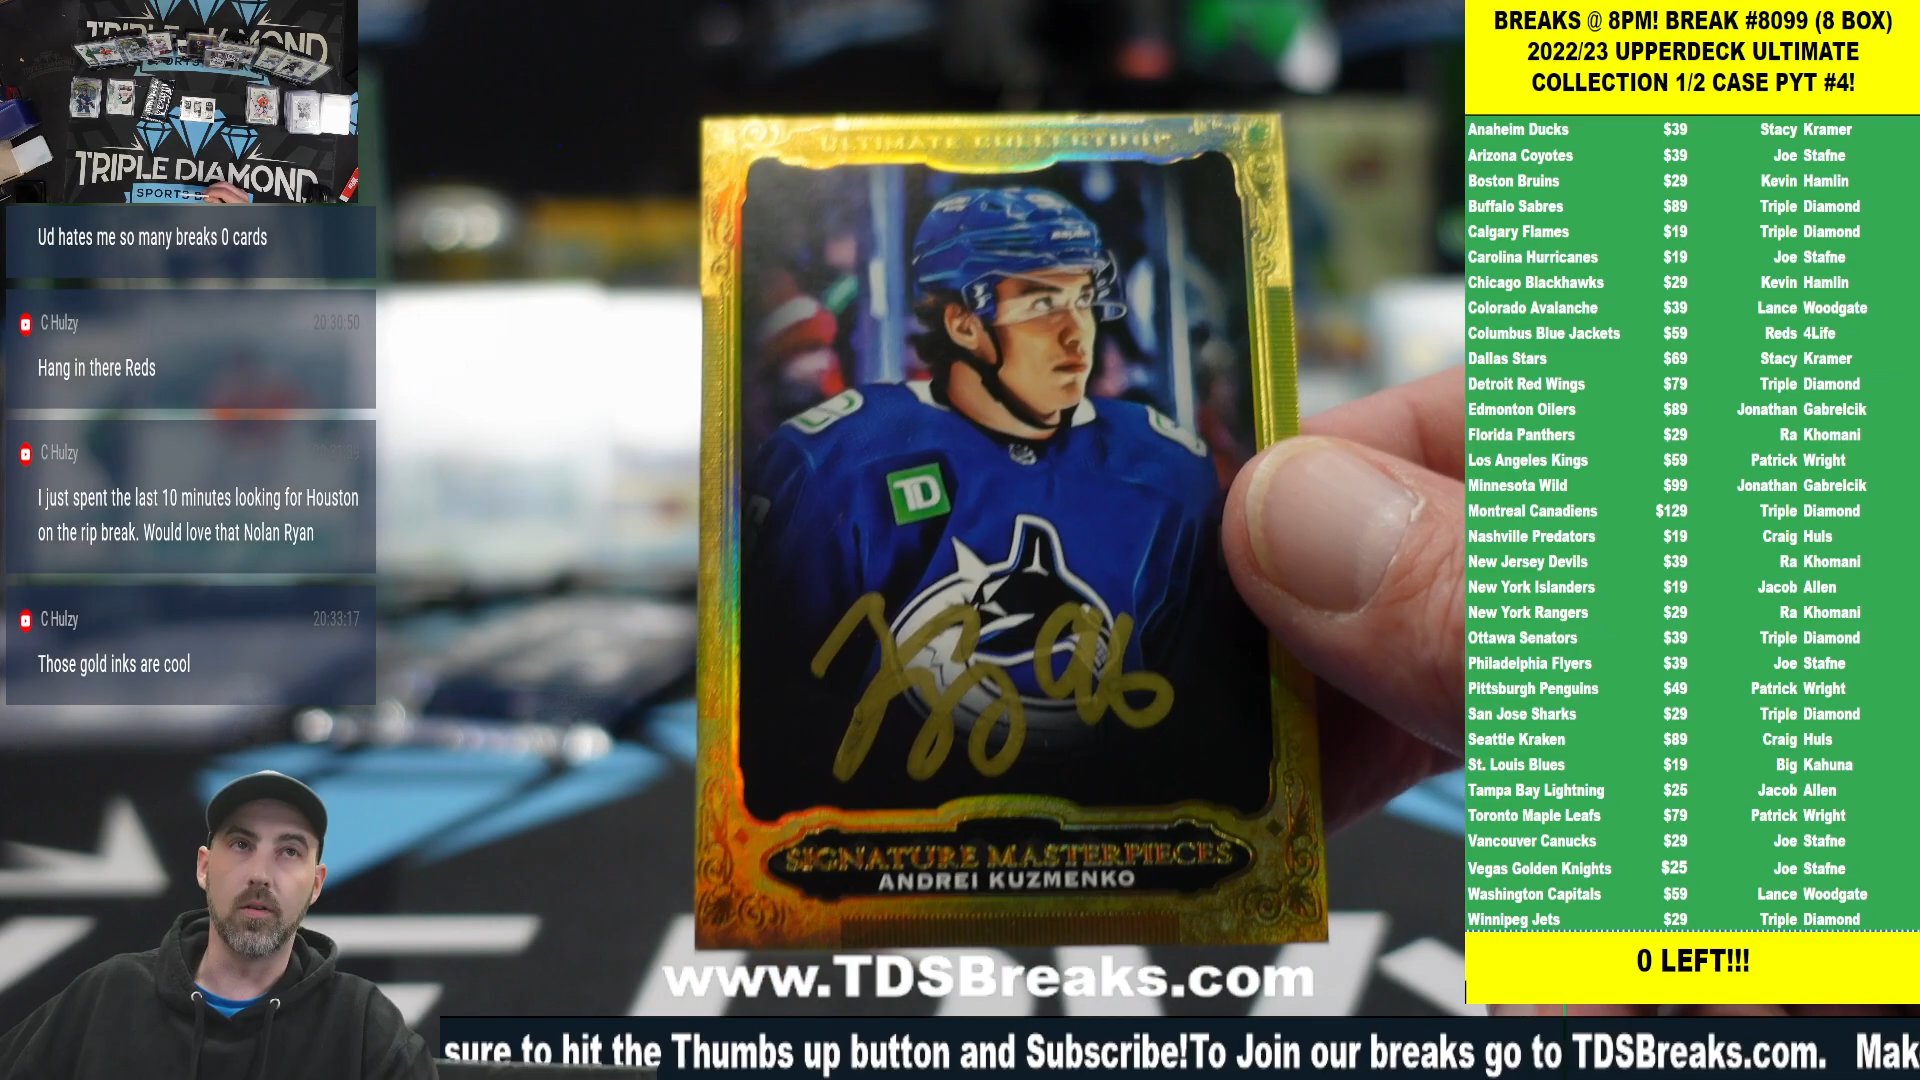 TRIPLE DIAMOND
SPORTS
TRIPLE DIAMOND
SPORTS B
Ud hates me so many breaks 0 cards
C Hulzy 20:30:50
Hang in there Reds
C Hulzy
I just spent the last 10 minutes looking for Houston
on the rip break. Would love that Nolan Ryan
C Hulzy 20:33:17
Those gold inks are cool
ULTIMATE COLLECTION
TD
96
SIGNATURE MASTERPIECES
ANDREI KUZMENKO
www.TDSBreaks.com
BREAKS @ 8PM! BREAK #8099 (8 BOX)
2022/23 UPPERDECK ULTIMATE
COLLECTION 1/2 CASE PYT #4!
Anaheim Ducks $39 Stacy Kramer
Arizona Coyotes $39 Joe Stafne
Boston Bruins $29 Kevin Hamlin
Buffalo Sabres $89 Triple Diamond
Calgary Flames $19 Triple Diamond
Carolina Hurricanes $19 Joe Stafne
Chicago Blackhawks $29 Kevin Hamlin
Colorado Avalanche $39 Lance Woodgate
Columbus Blue Jackets $59 Reds 4Life
Dallas Stars $69 Stacy Kramer
Detroit Red Wings $79 Triple Diamond
Edmonton Oilers $89 Jonathan Gabrelcik
Florida Panthers $29 Ra Khomani
Los Angeles Kings $59 Patrick Wright
Minnesota Wild $99 Jonathan Gabrelcik
Montreal Canadiens $129 Triple Diamond
Nashville Predators $19 Craig Huls
New Jersey Devils $39 Ra Khomani
New York Islanders $19 Jacob Allen
New York Rangers $29 Ra Khomani
Ottawa Senators $39 Triple Diamond
Philadelphia Flyers $39 Joe Stafne
Pittsburgh Penguins $49 Patrick Wright
San Jose Sharks $29 Triple Diamond
Seattle Kraken $89 Craig Huls
St. Louis Blues $19 Big Kahuna
Tampa Bay Lightning $25 Jacob Allen
Toronto Maple Leafs $79 Patrick Wright
Vancouver Canucks $29 Joe Stafne
Vegas Golden Knights $25 Joe Stafne
Washington Capitals $59 Lance Woodgate
Winnipeg Jets $29 Triple Diamond
0 LEFT!!!
sure to hit the Thumbs up button and Subscribe!To Join our breaks go to TDSBreaks.com. Mak